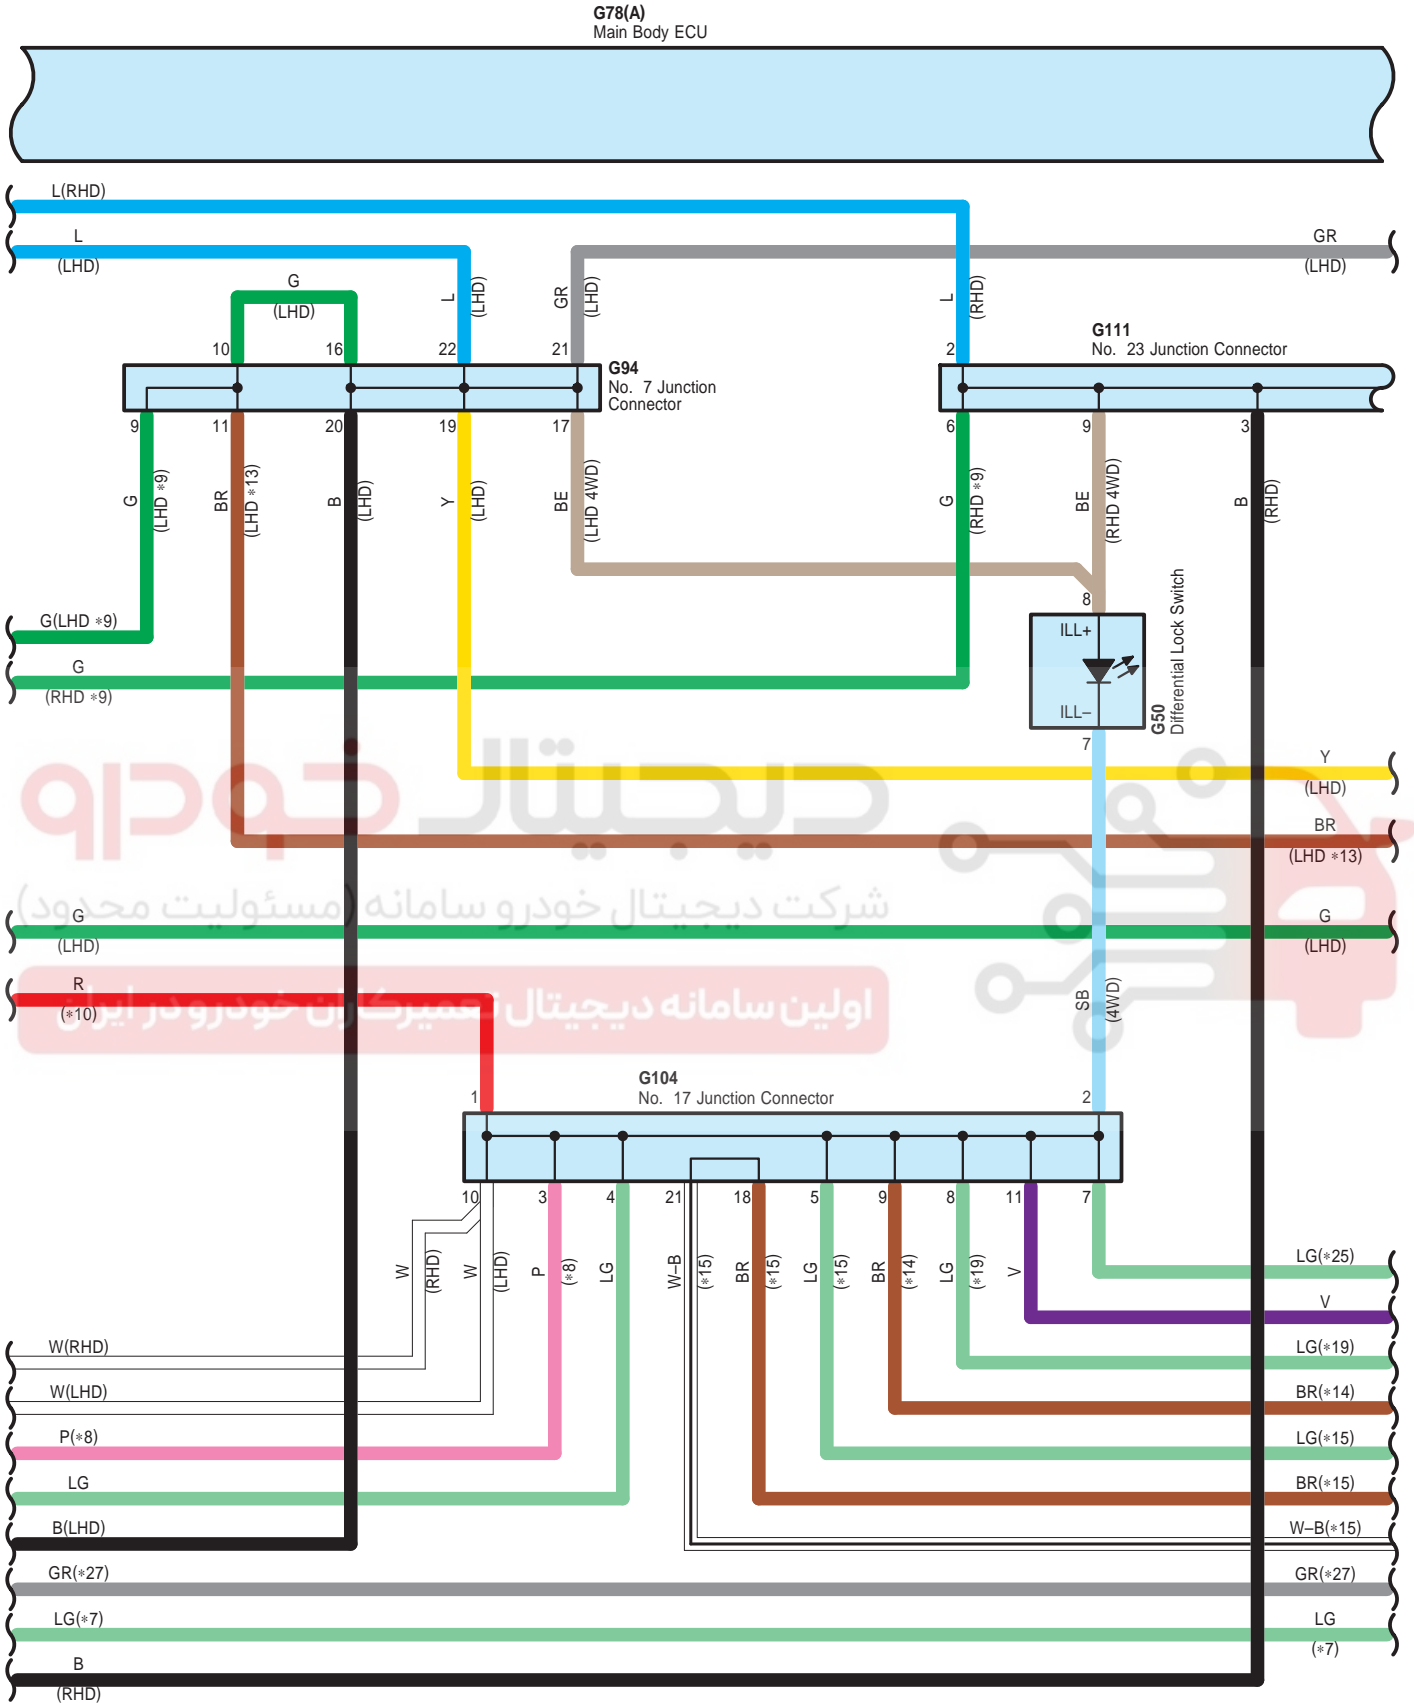 G78(A)
Main Body ECU
L(RHD)
L
(LHD)
GR
(LHD)
G
(LHD)
L
(LHD)
GR
(LHD)
L
(RHD)
10
16
22
21
2
G94
No. 7 Junction
Connector
G111
No. 23 Junction Connector
9
11
20
19
17
6
9
3
G
(LHD *9)
BR
(LHD *13)
B
(LHD)
Y
(LHD)
BE
(LHD 4WD)
G
(RHD *9)
BE
(RHD 4WD)
B
(RHD)
8
ILL+
ILL–
7
G50
Differential Lock Switch
G(LHD *9)
G
(RHD *9)
Y
(LHD)
BR
(LHD *13)
دیجیتال خودرو
شرکت دیجیتال خودرو سامانه (مسئولیت محدود)
G
(LHD)
G
(LHD)
اولین سامانه دیجیتال تعمیرکاران خودرو در ایران
R
(*10)
SB
(4WD)
G104
No. 17 Junction Connector
1
2
10
3
4
21
18
5
9
8
11
7
W
(RHD)
W
(LHD)
P
(*8)
LG
W–B
(*15)
BR
(*15)
LG
(*15)
BR
(*14)
LG
(*19)
V
LG(*25)
V
W(RHD)
LG(*19)
W(LHD)
BR(*14)
P(*8)
LG(*15)
LG
BR(*15)
B(LHD)
W–B(*15)
GR(*27)
GR(*27)
LG(*7)
LG
(*7)
B
(RHD)